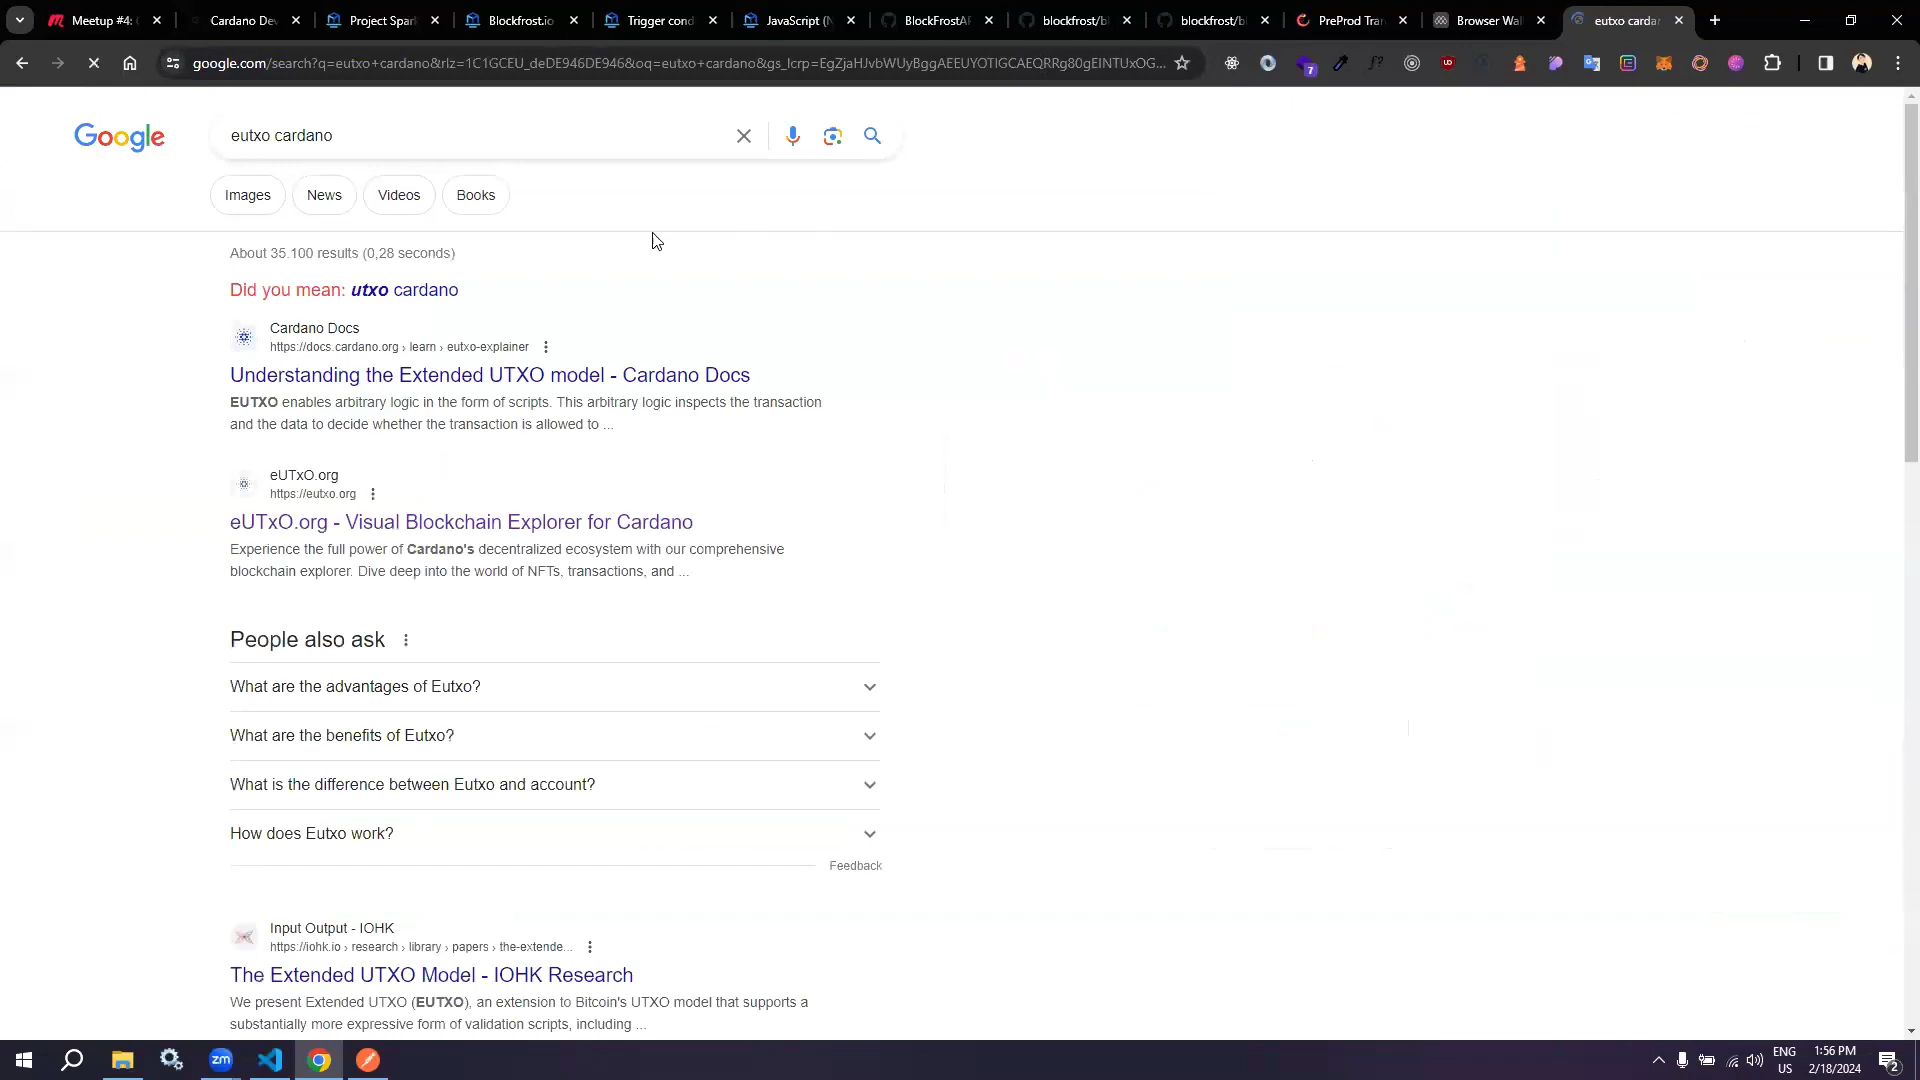 Meetup #4:
Cardano Dev
Project Spar
Blockfrost.io
Trigger cond
JavaScript (N
BlockFrostAP
blockfrost/bl
blockfrost/bl
PreProd Tran
Browser Wal
eutxo cardan
google.com/search?q=eutxo+cardano&rlz=1C1GCEU_deDE946DE946&oq=eutxo+cardano&gs_lcrp=EgZjaHJvbWUyBggAEEUYOTIGCAEQRRg80gEINTUxOG...
7
Google
eutxo cardano
Images
News
Videos
Books
About 35.100 results (0,28 seconds)
Did you mean: utxo cardano
Cardano Docs
https://docs.cardano.org › learn › eutxo-explainer
Understanding the Extended UTXO model - Cardano Docs
EUTXO enables arbitrary logic in the form of scripts. This arbitrary logic inspects the transaction
and the data to decide whether the transaction is allowed to ...
eUTxO.org
https://eutxo.org
eUTxO.org - Visual Blockchain Explorer for Cardano
Experience the full power of Cardano's decentralized ecosystem with our comprehensive
blockchain explorer. Dive deep into the world of NFTs, transactions, and ...
People also ask
What are the advantages of Eutxo?
What are the benefits of Eutxo?
What is the difference between Eutxo and account?
How does Eutxo work?
Feedback
Input Output - IOHK
https://iohk.io › research › library › papers › the-extende...
The Extended UTXO Model - IOHK Research
We present Extended UTXO (EUTXO), an extension to Bitcoin's UTXO model that supports a
substantially more expressive form of validation scripts, including ...
zm
ENG
US
1:56 PM
2/18/2024
2